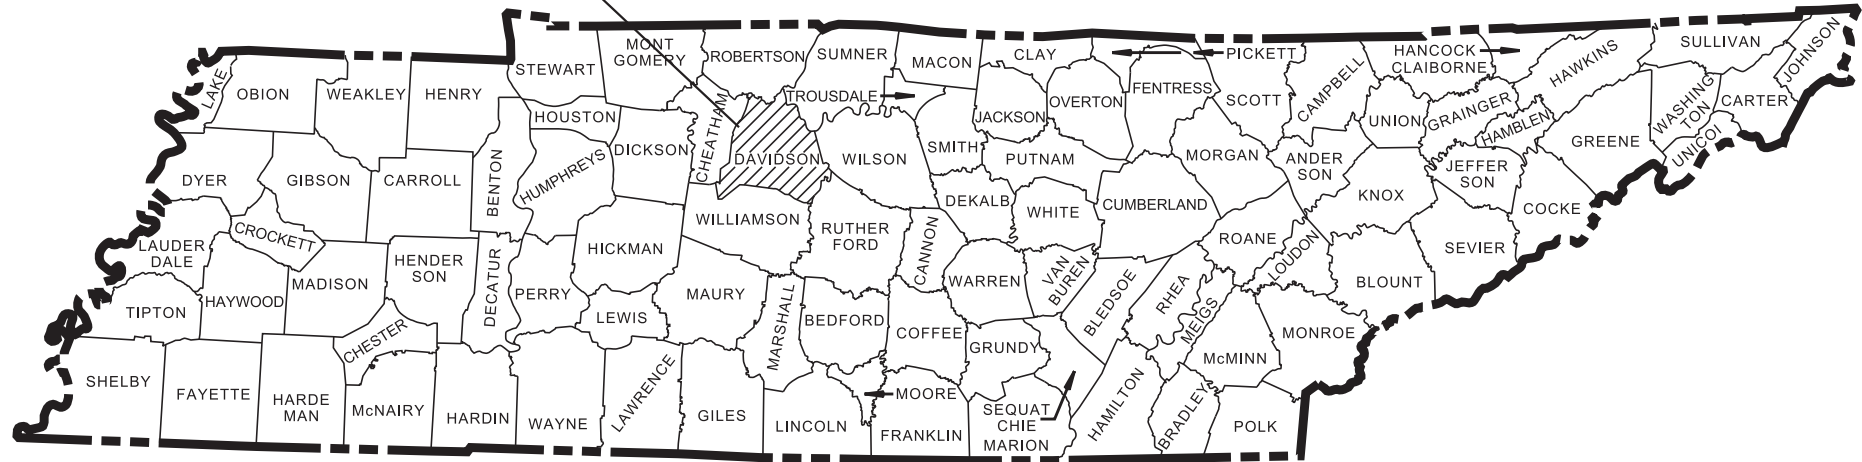 LAKE
OBION
WEAKLEY
HENRY
STEWART
MONT
GOMERY
ROBERTSON
SUMNER
MACON
CLAY
PICKETT
HANCOCK
CLAIBORNE
HAWKINS
SULLIVAN
JOHNSON
HOUSTON
DICKSON
CHEATHAM
TROUSDALE
JACKSON
OVERTON
FENTRESS
SCOTT
CAMPBELL
UNION
GRAINGER
HAMBLEN
GREENE
WASHING
TON
UNICOI
CARTER
DYER
GIBSON
CARROLL
BENTON
HUMPHREYS
DAVIDSON
WILSON
SMITH
PUTNAM
MORGAN
ANDER
SON
KNOX
JEFFER
SON
COCKE
LAUDER
DALE
CROCKETT
MADISON
HENDER
SON
DECATUR
PERRY
HICKMAN
WILLIAMSON
RUTHER
FORD
CANNON
DEKALB
WHITE
CUMBERLAND
ROANE
LOUDON
BLOUNT
SEVIER
TIPTON
HAYWOOD
CHESTER
LEWIS
MAURY
MARSHALL
BEDFORD
COFFEE
WARREN
VAN
BUREN
BLEDSOE
RHEA
MEIGS
McMINN
MONROE
SHELBY
FAYETTE
HARDE
MAN
McNAIRY
HARDIN
WAYNE
LAWRENCE
GILES
LINCOLN
MOORE
FRANKLIN
GRUNDY
SEQUAT
CHIE
MARION
HAMILTON
BRADLEY
POLK